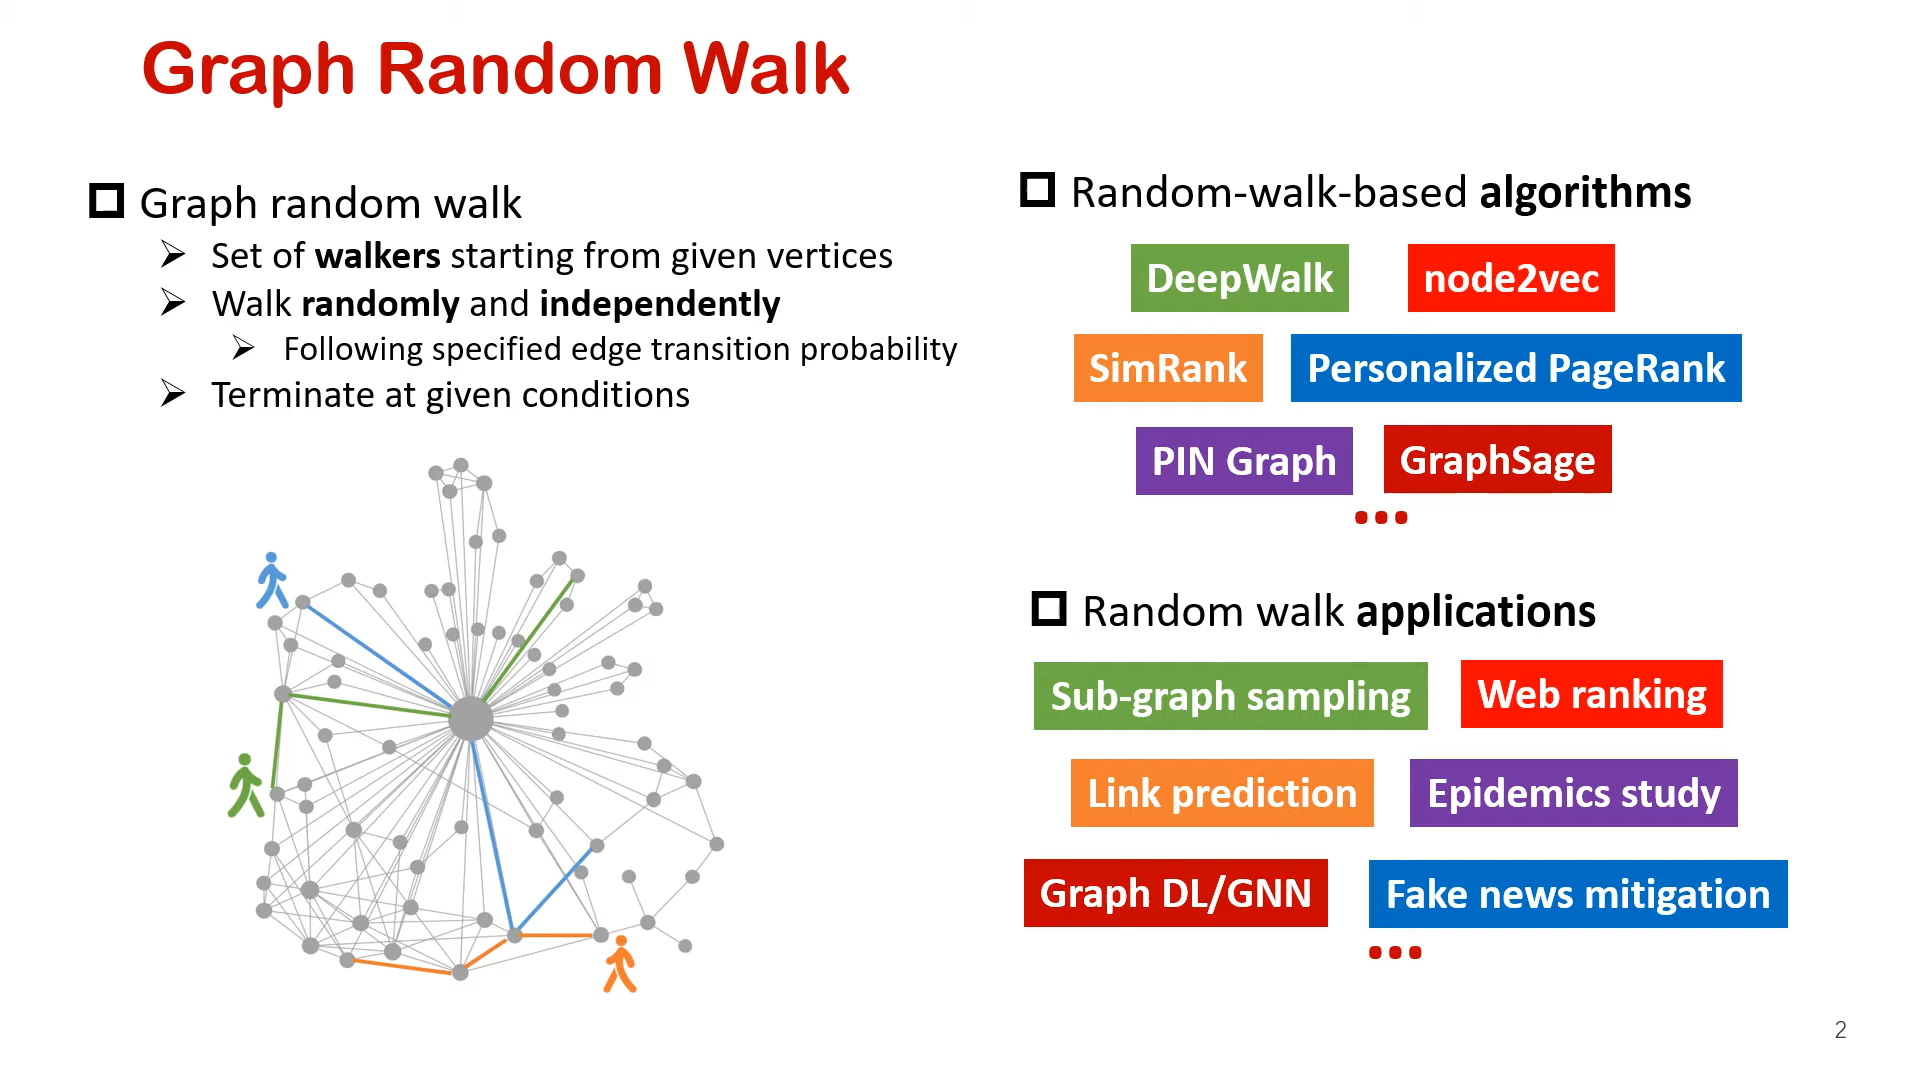 Graph Random Walk
Graph random walk
Set of walkers starting from given vertices
Walk randomly and independently
Following specified edge transition probability
Terminate at given conditions
Random-walk-based algorithms
DeepWalk
node2vec
SimRank
Personalized PageRank
PIN Graph
GraphSage
...
Random walk applications
Sub-graph sampling
Web ranking
Link prediction
Epidemics study
Graph DL/GNN
Fake news mitigation
...
2